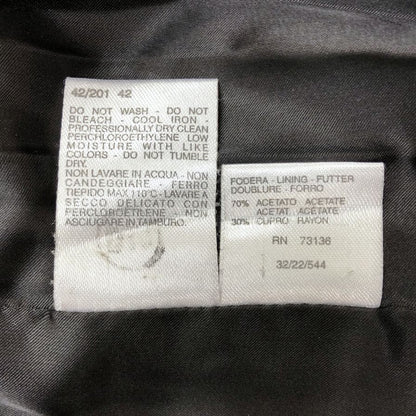 42/201 42
DO NOT WASH - DO NOT
BLEACH - COOL IRON -
PROFESSIONALLY DRY CLEAN
PERCHLOROETHYLENE LOW
MOISTURE WITH LIKE
COLORS - DO NOT TUMBLE
DRY.
NON LAVARE IN ACQUA - NON
CANDEGGIARE - FERRO
TIEPIDO MAX 110°C - LAVARE A
SECCO DELICATO CON
PERCLOROETILENE - NON
ASCIUGARE IN TAMBURO.
FODERA - LINING - FUTTER
DOUBLURE - FORRO
70% ACETATO ACETATE
ACETAT ACETATE
30% CUPRO RAYON
RN 73136
32/22/544